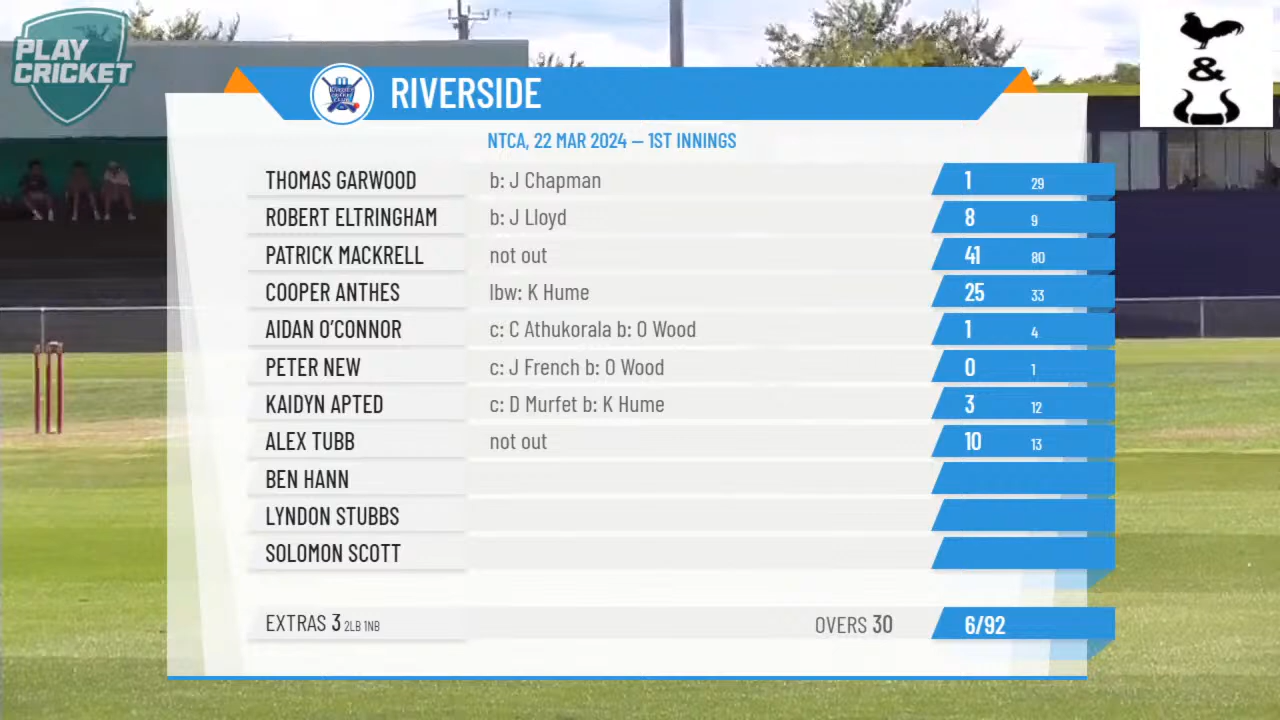 PLAY
CRICKET
&
RIVERSIDE
NTCA, 22 MAR 2024 – 1ST INNINGS
THOMAS GARWOOD b: J Chapman 1 29
ROBERT ELTRINGHAM b: J Lloyd 8 9
PATRICK MACKRELL not out 41 80
COOPER ANTHES lbw: K Hume 25 33
AIDAN O'CONNOR c: C Athukorala b: O Wood 1 4
PETER NEW c: J French b: O Wood 0 1
KAIDYN APTED c: D Murfet b: K Hume 3 12
ALEX TUBB not out 10 13
BEN HANN
LYNDON STUBBS
SOLOMON SCOTT
EXTRAS 3 2LB 1NB OVERS 30 6/92